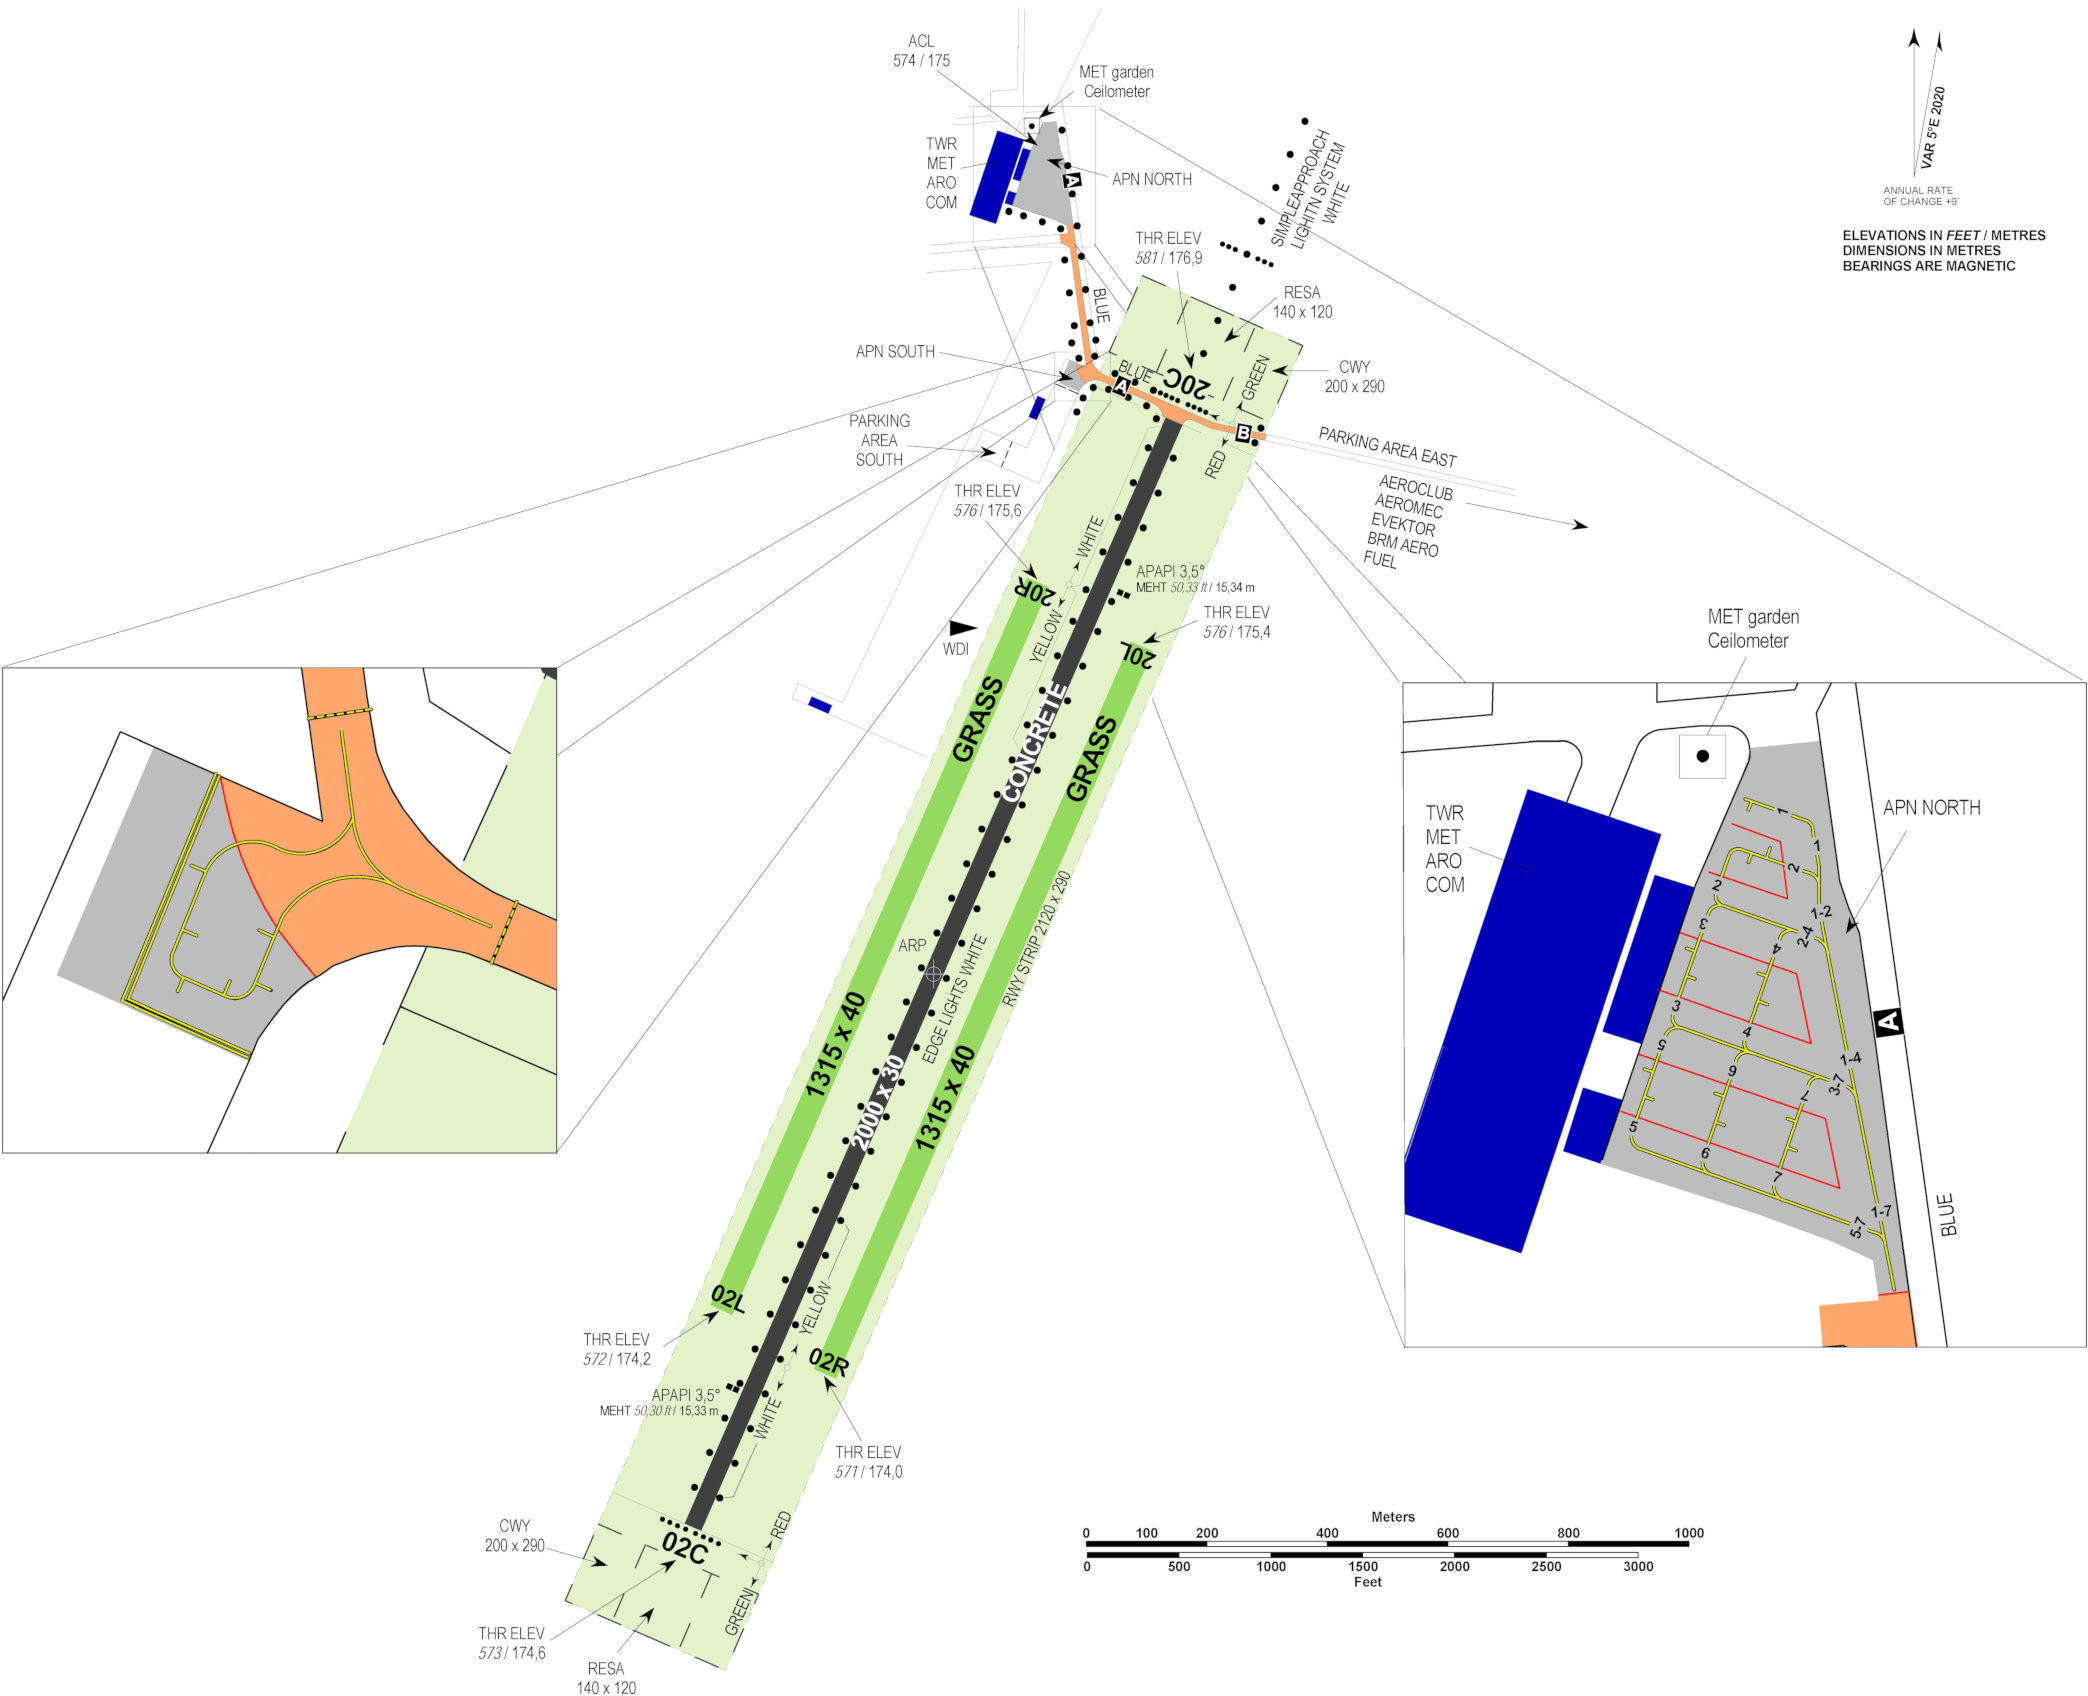 ACL
574 / 175
MET garden
Ceilometer
TWR
MET
ARO
COM
A
APN NORTH
SIMPLEAPPROACH
LIGHITN SYSTEM
WHITE
VAR 5°E 2020
ANNUAL RATE
OF CHANGE +9'
ELEVATIONS IN FEET / METRES
DIMENSIONS IN METRES
BEARINGS ARE MAGNETIC
THR ELEV
581 / 176,9
BLUE
RESA
140 x 120
APN SOUTH
BLUE
A
20C
GREEN
CWY
200 x 290
PARKING
AREA
SOUTH
B
RED
PARKING AREA EAST
AEROCLUB
AEROMEC
EVEKTOR
BRM AERO
FUEL
THR ELEV
576 / 175,6
WHITE
20R
APAPI 3,5°
MEHT 50,33 ft / 15,34 m
THR ELEV
576 / 175,4
YELLOW
WDI
20L
GRASS
CONCRETE
GRASS
ARP
EDGE LIGHTS WHITE
RWY STRIP 2120 x 290
1315 x 40
2000 x 30
1315 x 40
YELLOW
02L
THR ELEV
572 / 174,2
02R
APAPI 3,5°
MEHT 50,30 ft / 15,33 m
WHITE
THR ELEV
571 / 174,0
CWY
200 x 290
RED
02C
GREEN
THR ELEV
573 / 174,6
RESA
140 x 120
MET garden
Ceilometer
TWR
MET
ARO
COM
APN NORTH
1
1
2
2
1-2
3
2-4
4
3
4
5
1-4
6
3-7
7
5
6
7
1-7
5-7
A
BLUE
Meters
0 100 200 400 600 800 1000
0 500 1000 1500 2000 2500 3000
Feet